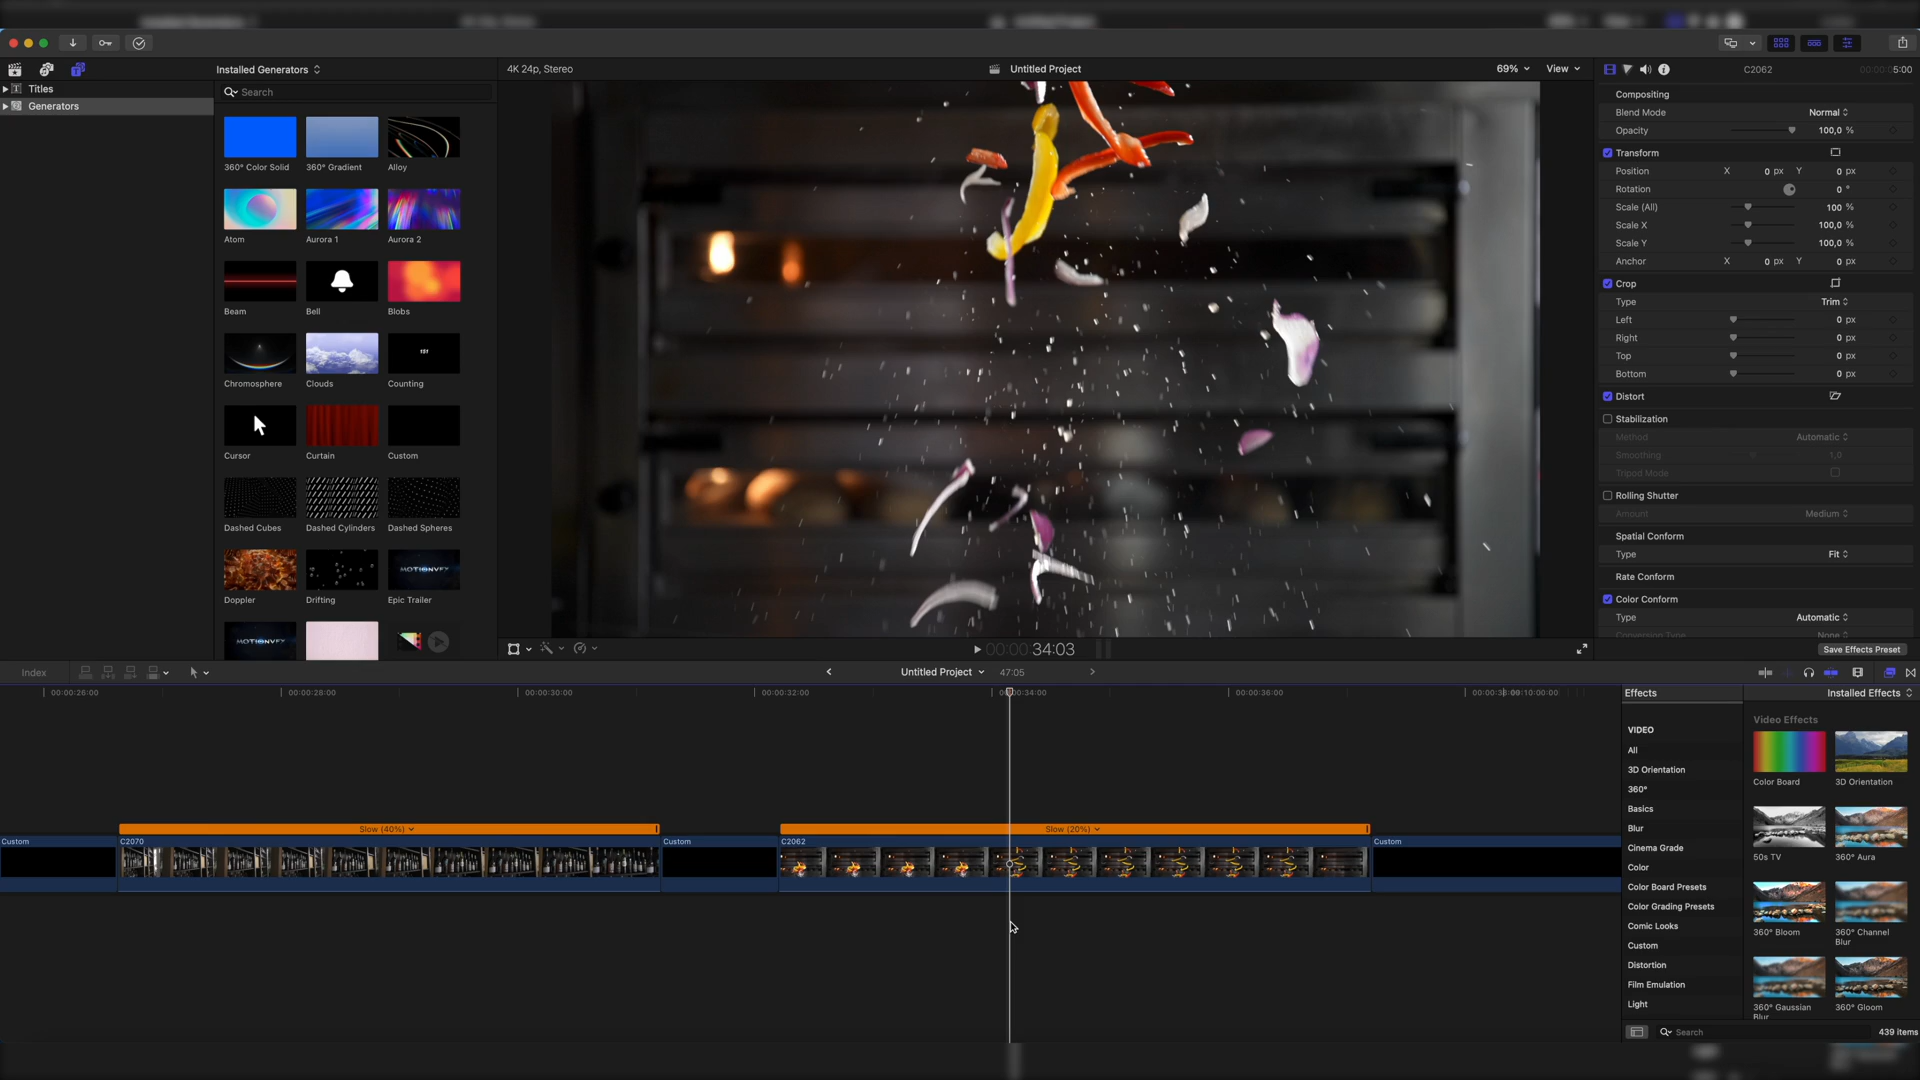 Installed Generators
4K 24p, Stereo
Untitled Project
69%
View
C2062
00:00:05:00
Titles
Generators
Search
360° Color Solid
360° Gradient
Alloy
Atom
Aurora 1
Aurora 2
Beam
Bell
Blobs
Chromosphere
Clouds
Counting
Cursor
Curtain
Custom
Dashed Cubes
Dashed Cylinders
Dashed Spheres
MOTIONVFX
Doppler
Drifting
Epic Trailer
MOTIONVFX
Compositing
Blend Mode Normal
Opacity 100,0 %
Transform
Position X 0 px Y 0 px
Rotation 0 °
Scale (All) 100 %
Scale X 100,0 %
Scale Y 100,0 %
Anchor X 0 px Y 0 px
Crop
Type Trim
Left 0 px
Right 0 px
Top 0 px
Bottom 0 px
Distort
Stabilization
Method Automatic
Smoothing 1,0
Tripod Mode
Rolling Shutter
Amount Medium
Spatial Conform
Type Fit
Rate Conform
Color Conform
Type Automatic
Conversion Type None
Save Effects Preset
00:00:34:03
Index
Untitled Project
47:05
00:00:26:00
00:00:28:00
00:00:30:00
00:00:32:00
00:00:34:00
00:00:36:00
Slow (40%)
Slow (20%)
Custom
C2070
Custom
C2062
Custom
Effects
Installed Effects
VIDEO
All
3D Orientation
360°
Basics
Blur
Cinema Grade
Color
Color Board Presets
Color Grading Presets
Comic Looks
Custom
Distortion
Film Emulation
Light
Video Effects
Color Board
3D Orientation
50s TV
360° Aura
360° Bloom
360° Channel
Blur
360° Gaussian
Blur
360° Gloom
Search
439 items